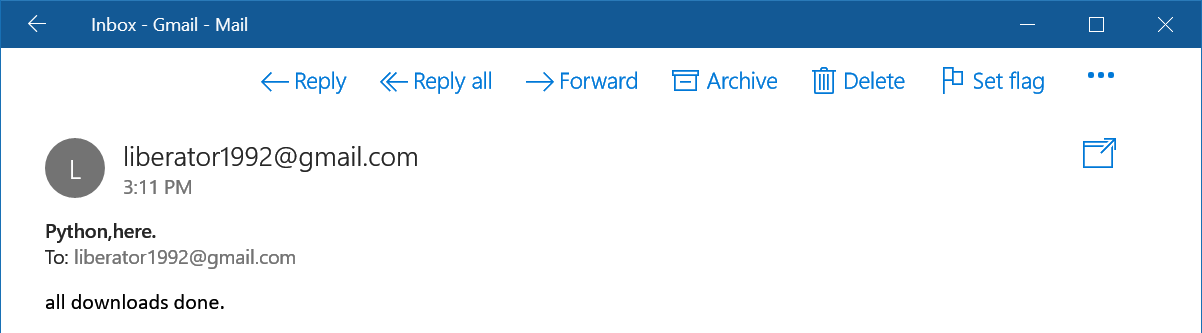 Inbox - Gmail - Mail
Reply Reply all Forward Archive Delete Set flag
L
liberator1992@gmail.com
3:11 PM
Python,here.
To: liberator1992@gmail.com
all downloads done.